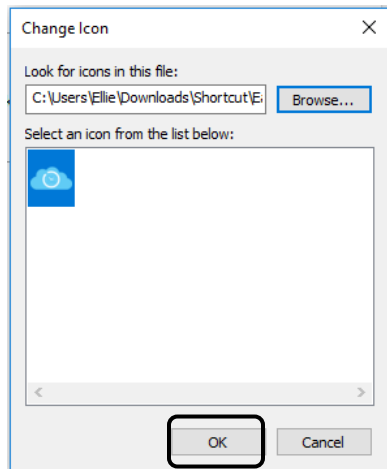 Change Icon
Look for icons in this file:
C:\Users\Ellie\Downloads\Shortcut\E
Browse...
Select an icon from the list below:
OK
Cancel